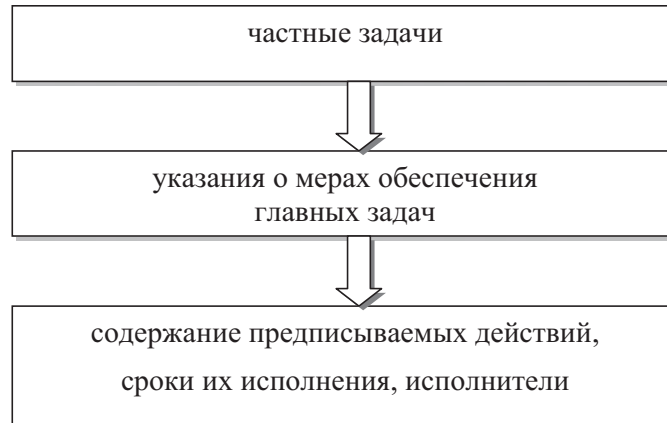 частные задачи
указания о мерах обеспечения
главных задач
содержание предписываемых действий,
сроки их исполнения, исполнители